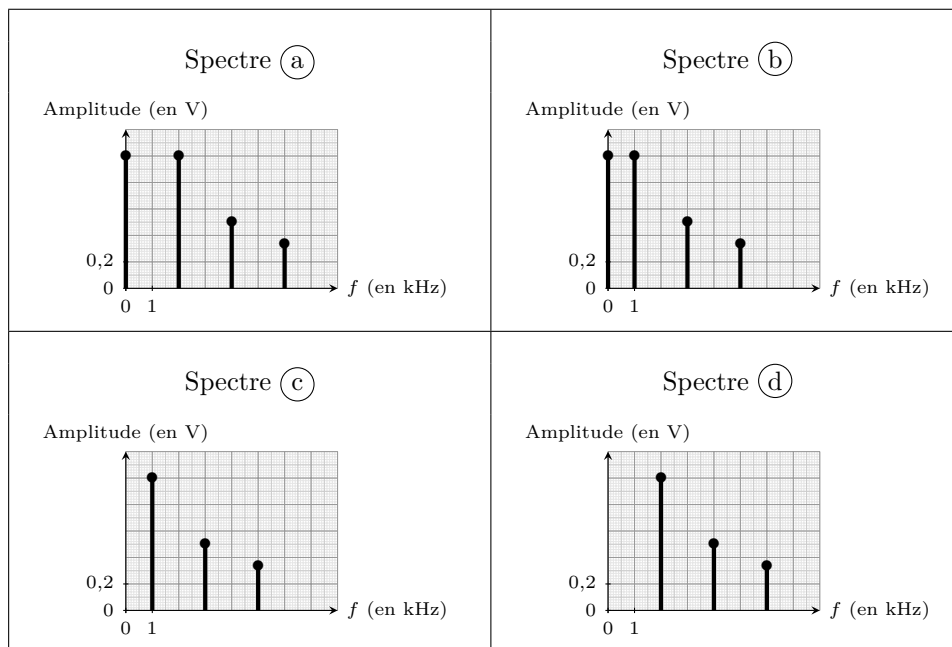 Spectre a
Amplitude (en V)
0,2
0
0 1
f (en kHz)
Spectre b
Amplitude (en V)
0,2
0
0 1
f (en kHz)
Spectre c
Amplitude (en V)
0,2
0
0 1
f (en kHz)
Spectre d
Amplitude (en V)
0,2
0
0 1
f (en kHz)